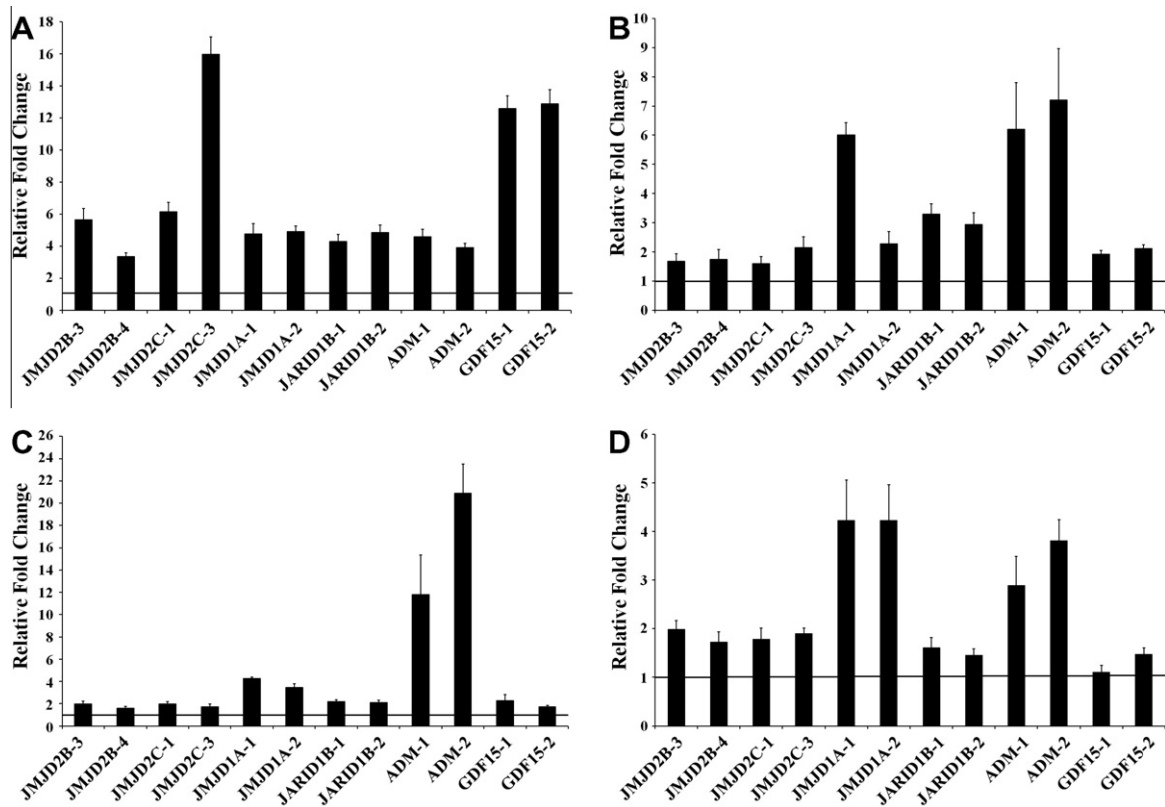 A
Relative Fold Change
18
16
14
12
10
8
6
4
2
0
JMJD2B-3
JMJD2B-4
JMJD2C-1
JMJD2C-3
JMJD1A-1
JMJD1A-2
JARID1B-1
JARID1B-2
ADM-1
ADM-2
GDF15-1
GDF15-2
B
Relative Fold Change
10
9
8
7
6
5
4
3
2
1
0
JMJD2B-3
JMJD2B-4
JMJD2C-1
JMJD2C-3
JMJD1A-1
JMJD1A-2
JARID1B-1
JARID1B-2
ADM-1
ADM-2
GDF15-1
GDF15-2
C
Relative Fold Change
26
24
22
20
18
16
14
12
10
8
6
4
2
0
JMJD2B-3
JMJD2B-4
JMJD2C-1
JMJD2C-3
JMJD1A-1
JMJD1A-2
JARID1B-1
JARID1B-2
ADM-1
ADM-2
GDF15-1
GDF15-2
D
Relative Fold Change
6
5
4
3
2
1
0
JMJD2B-3
JMJD2B-4
JMJD2C-1
JMJD2C-3
JMJD1A-1
JMJD1A-2
JARID1B-1
JARID1B-2
ADM-1
ADM-2
GDF15-1
GDF15-2